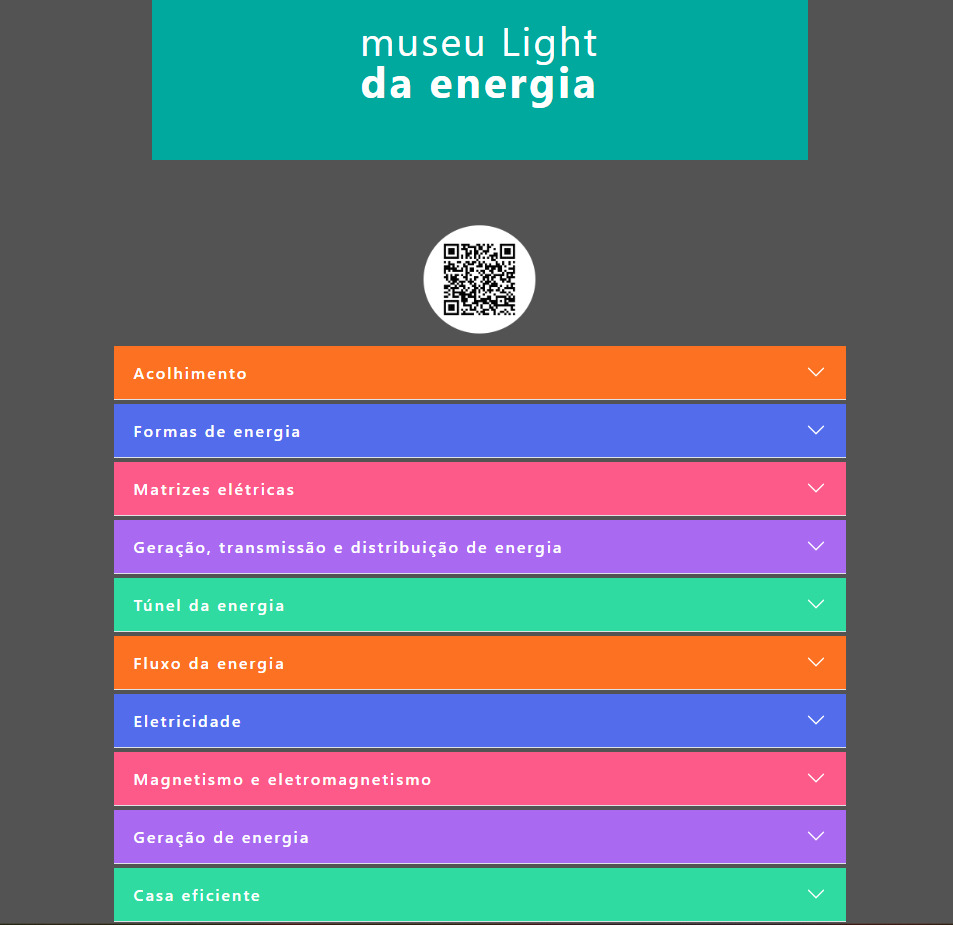 museu Light
da energia
Acolhimento
Formas de energia
Matrizes elétricas
Geração, transmissão e distribuição de energia
Túnel da energia
Fluxo da energia
Eletricidade
Magnetismo e eletromagnetismo
Geração de energia
Casa eficiente